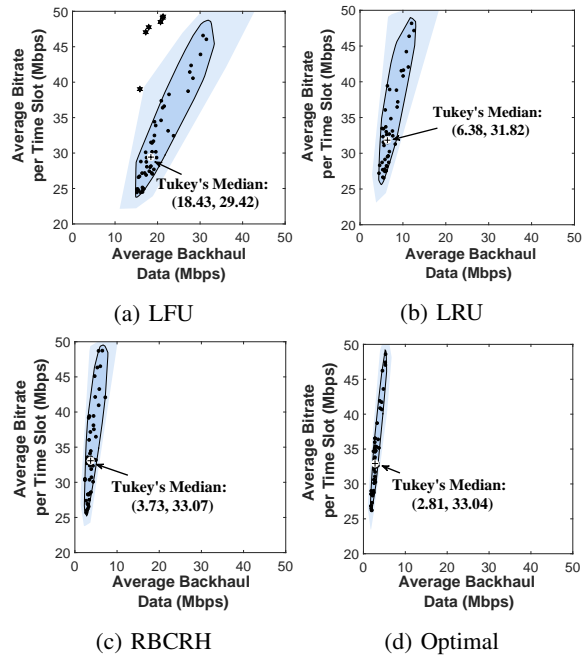 50
45
40
35
30
25
20
Average Bitrate
per Time Slot (Mbps)
Tukey's Median:
(18.43, 29.42)
0 10 20 30 40 50
Average Backhaul
Data (Mbps)
(a) LFU
50
45
40
35
30
25
20
Average Bitrate
per Time Slot (Mbps)
Tukey's Median:
(6.38, 31.82)
0 10 20 30 40 50
Average Backhaul
Data (Mbps)
(b) LRU
50
45
40
35
30
25
20
Average Bitrate
per Time Slot (Mbps)
Tukey's Median:
(3.73, 33.07)
0 10 20 30 40 50
Average Backhaul
Data (Mbps)
(c) RBCRH
50
45
40
35
30
25
20
Average Bitrate
per Time Slot (Mbps)
Tukey's Median:
(2.81, 33.04)
0 10 20 30 40 50
Average Backhaul
Data (Mbps)
(d) Optimal